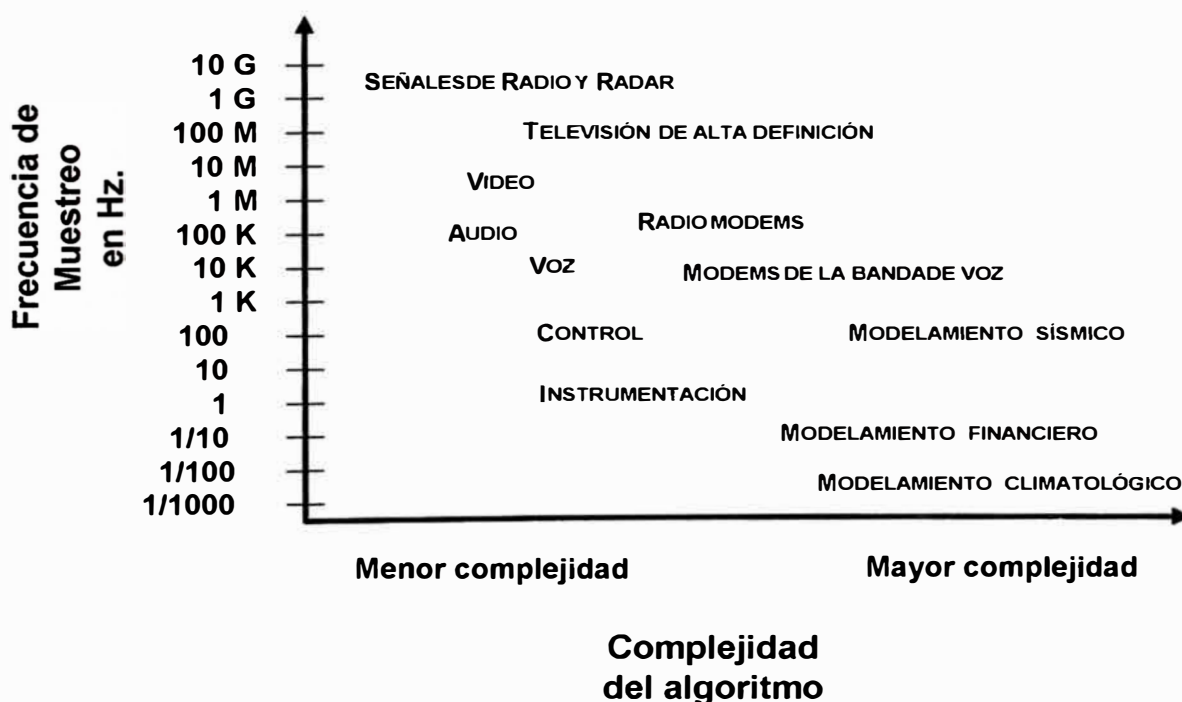 Frecuencia de
Muestreo
en Hz.
10 G
1 G
100 M
10 M
1 M
100 K
10 K
1 K
100
10
1
1/10
1/100
1/1000
SEÑALESDE RADIO Y RADAR
TELEVISIÓN DE ALTA DEFINICIÓN
VIDEO
RADIO MODEMS
AUDIO
VOZ
MODEMS DE LA BANDADE VOZ
CONTROL
MODELAMIENTO SÍSMICO
INSTRUMENTACIÓN
MODELAMIENTO FINANCIERO
MODELAMIENTO CLIMATOLÓGICO
Menor complejidad
Mayor complejidad
Complejidad
del algoritmo